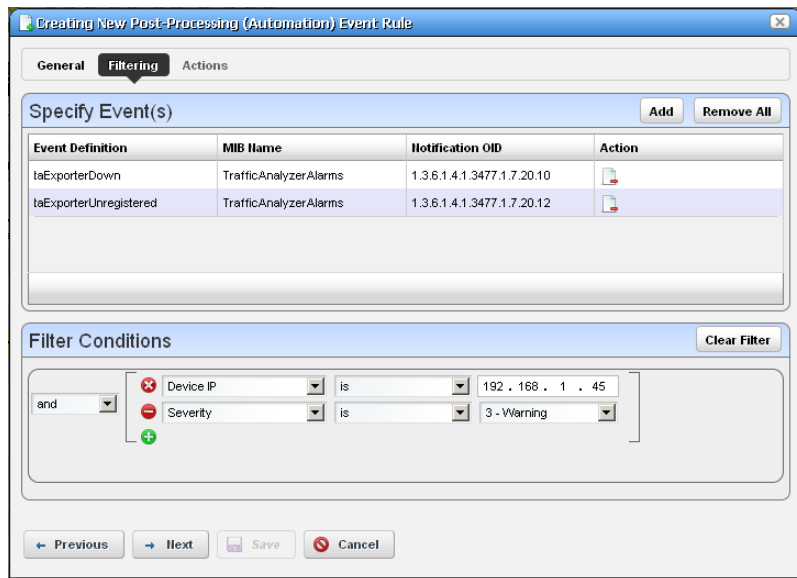 Creating New Post-Processing (Automation) Event Rule
General Filtering Actions
Specify Event(s) Add Remove All
Event Definition MIB Name Notification OID Action
taExporterDown TrafficAnalyzerAlarms 1.3.6.1.4.1.3477.1.7.20.10
taExporterUnregistered TrafficAnalyzerAlarms 1.3.6.1.4.1.3477.1.7.20.12
Filter Conditions Clear Filter
Device IP is 192 . 168 . 1 . 45
and
Severity is 3 - Warning
Previous Next Save Cancel